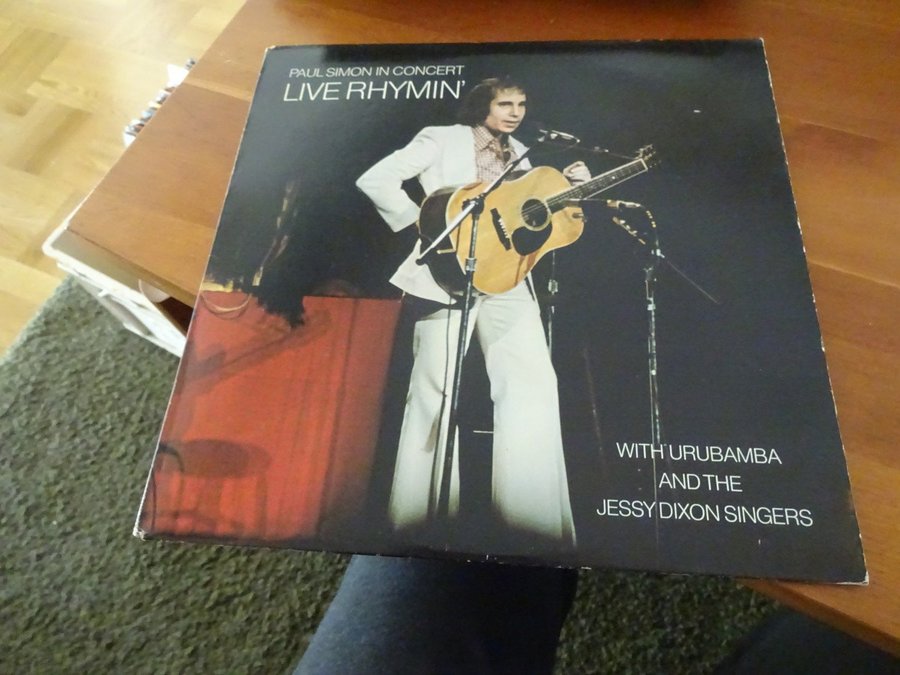 PAUL SIMON IN CONCERT
LIVE RHYMIN'
WITH URUBAMBA
AND THE
JESSY DIXON SINGERS